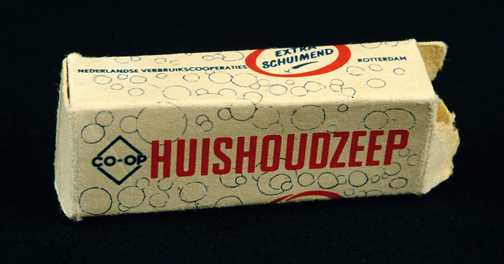 EXTRA
SCHUIMEND
NEDERLANDSE VERBRUIKSCOOPERATIES ROTTERDAM
CO-OP HUISHOUDZEEP